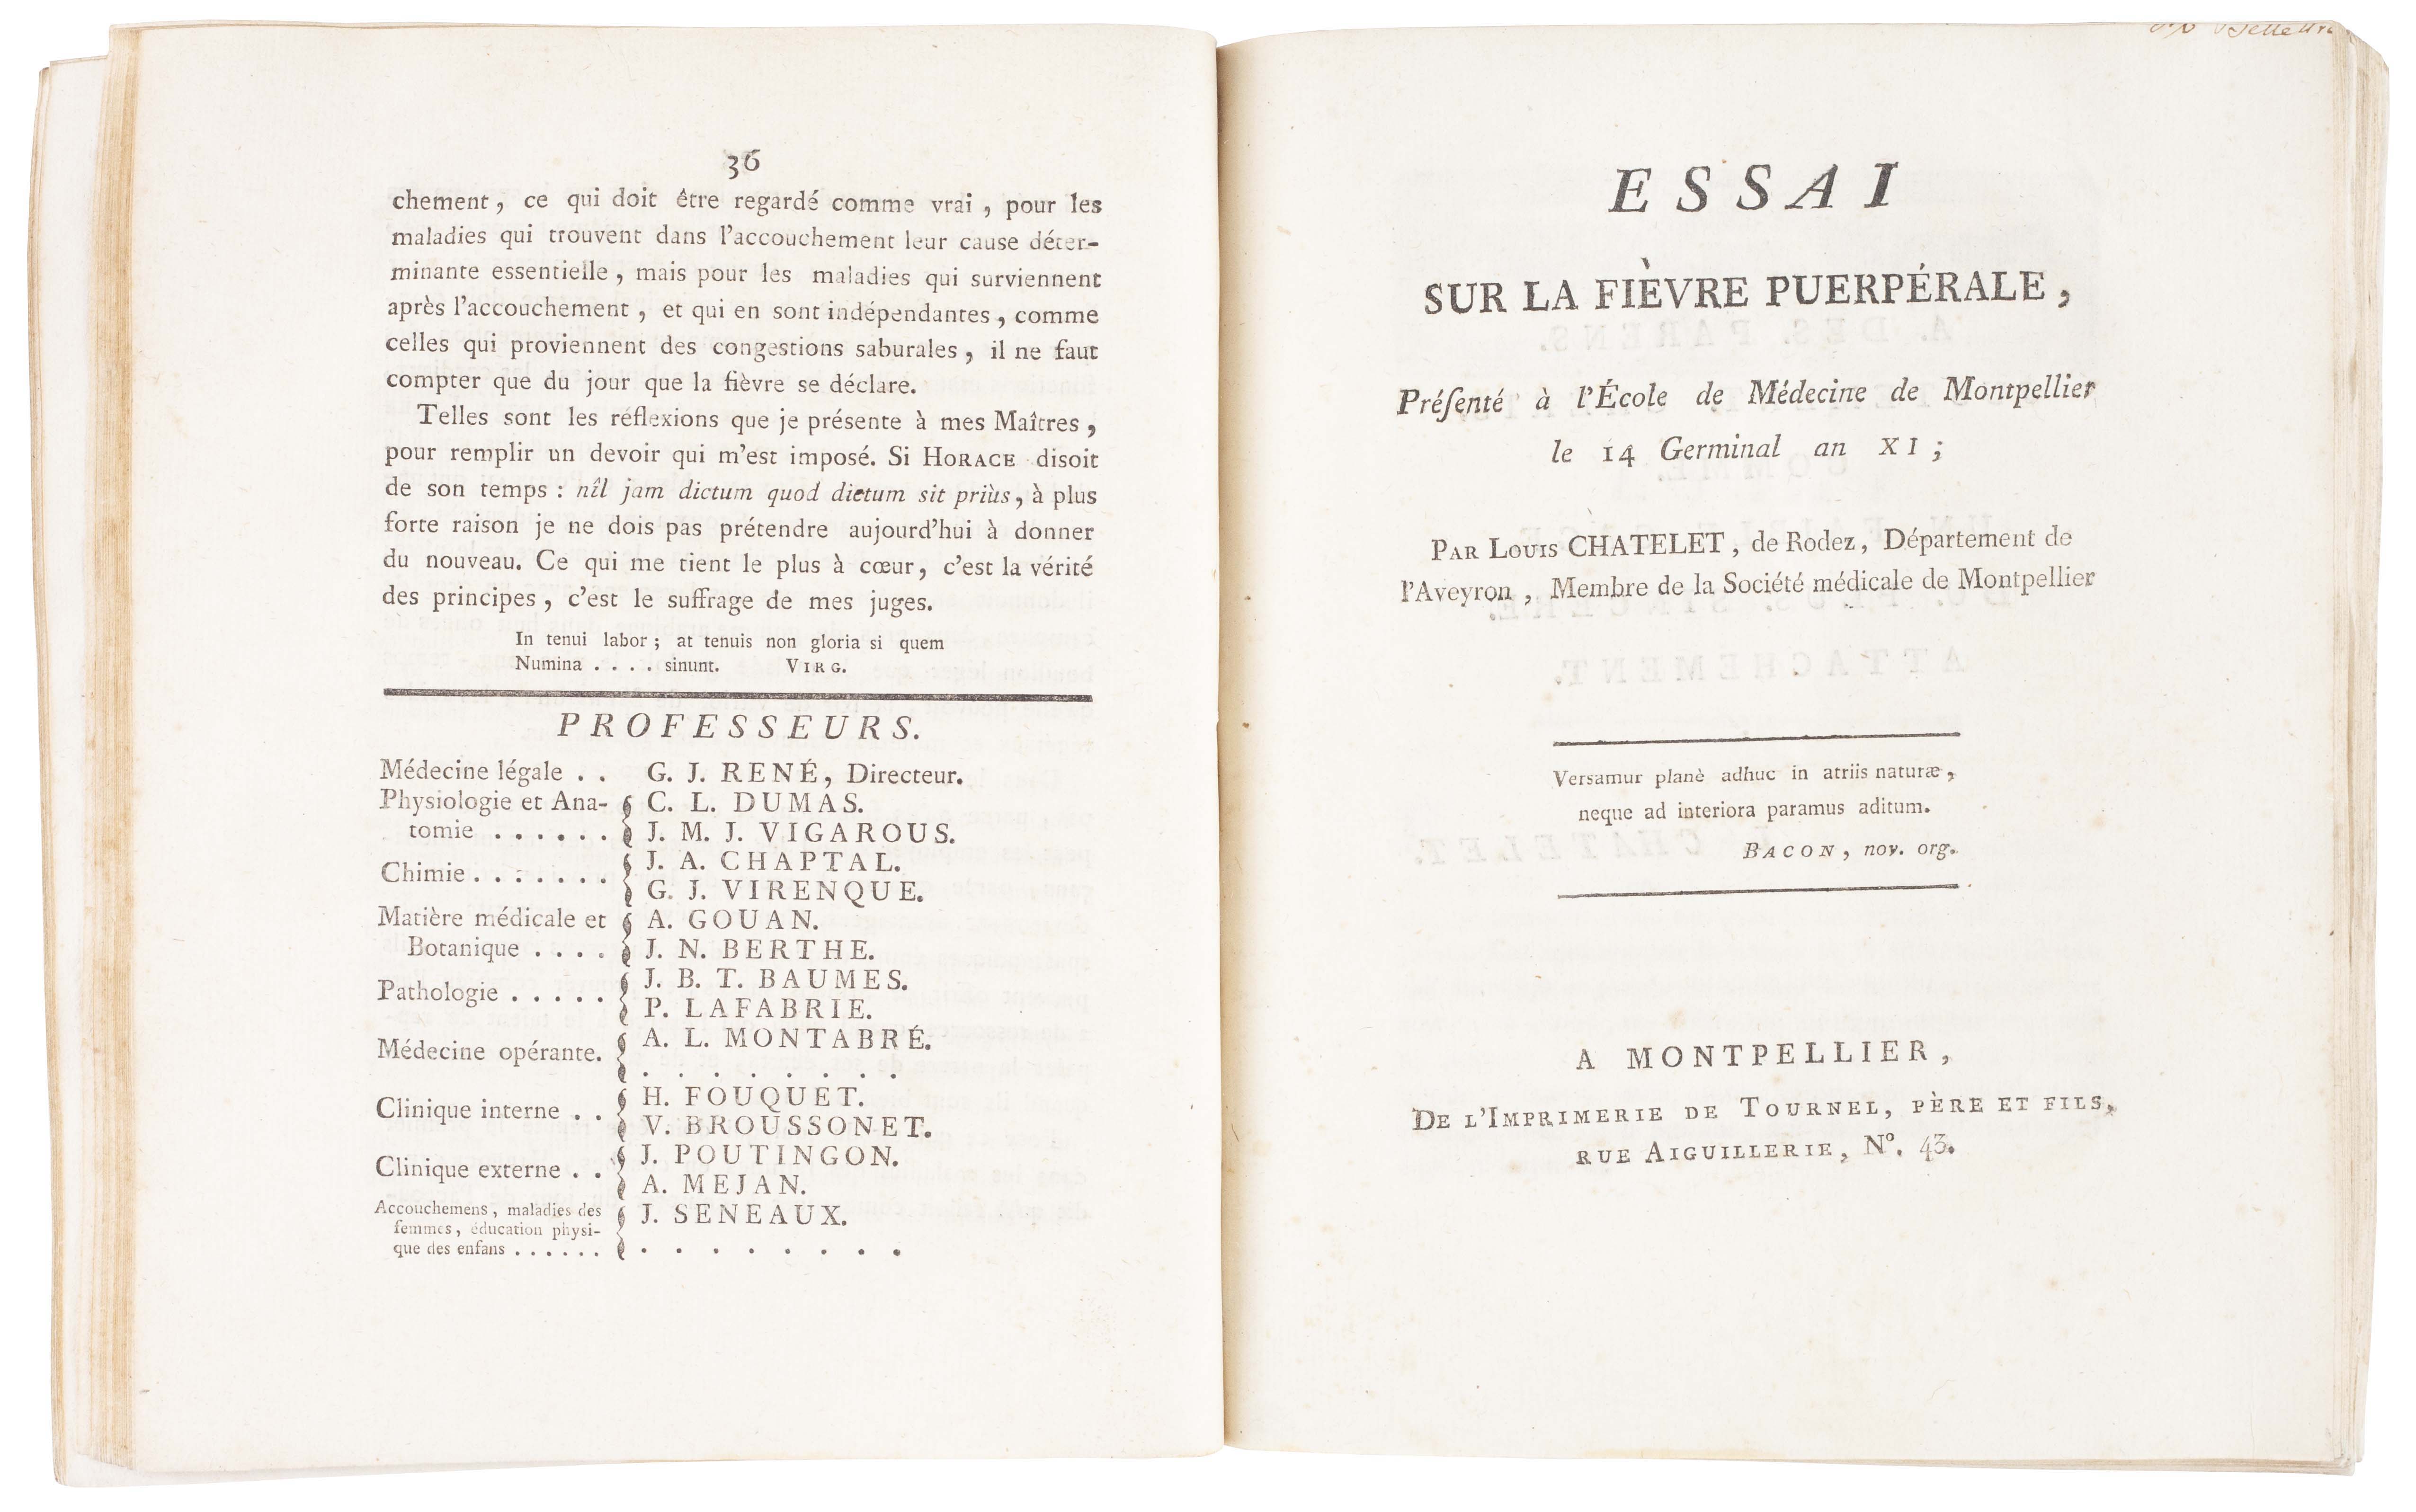 36
chement, ce qui doit être regardé comme vrai, pour les
maladies qui trouvent dans l'accouchement leur cause déter-
minante essentielle, mais pour les maladies qui surviennent
après l'accouchement, et qui en sont indépendantes, comme
celles qui proviennent des congestions saburales, il ne faut
compter que du jour que la fièvre se déclare.
Telles sont les réflexions que je présente à mes Maîtres,
pour remplir un devoir qui m'est imposé. Si HORACE disoit
de son temps : nîl jam dictum quod dictum sit priùs, à plus
forte raison je ne dois pas prétendre aujourd'hui à donner
du nouveau. Ce qui me tient le plus à cœur, c'est la vérité
des principes, c'est le suffrage de mes juges.
In tenui labor; at tenuis non gloria si quem
Numina .... sinunt. VIRG.
PROFESSEURS.
Médecine légale .. G. J. RENÉ, Directeur.
Physiologie et Ana- C. L. DUMAS.
tomie ...... J. M. J. VIGAROUS.
J. A. CHAPTAL.
Chimie .......
G. J. VIRENQUE.
Matière médicale et A. GOUAN.
Botanique .... J. N. BERTHE.
J. B. T. BAUMES.
Pathologie .....
P. LAFABRIE.
A. L. MONTABRÉ.
Médecine opérante.
........
H. FOUQUET.
Clinique interne ..
V. BROUSSONET.
J. POUTINGON.
Clinique externe ..
A. MEJAN.
Accouchemens, maladies des J. SENEAUX.
femmes, éducation physi-
que des enfans ...... ........
ESSAI
SUR LA FIÈVRE PUERPÉRALE,
Préſenté à l'École de Médecine de Montpellier
le 14 Germinal an XI;
PAR LOUIS CHATELET, de Rodez, Département de
l'Aveyron, Membre de la Société médicale de Montpellier
Versamur planè adhuc in atriis naturæ,
neque ad interiora paramus aditum.
BACON, nov. org.
A MONTPELLIER,
DE L'IMPRIMERIE DE TOURNEL, PÈRE ET FILS,
RUE AIGUILLERIE, N°. 43.